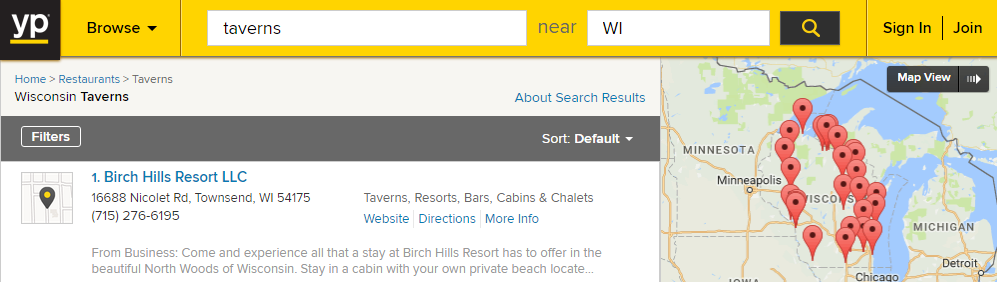 yp Browse taverns near WI Sign In Join
Home > Restaurants > Taverns
Wisconsin Taverns
About Search Results
Filters
Sort: Default
1. Birch Hills Resort LLC
16688 Nicolet Rd, Townsend, WI 54175
(715) 276-6195
Taverns, Resorts, Bars, Cabins & Chalets
Website Directions More Info
From Business: Come and experience all that a stay at Birch Hills Resort has to offer in the
beautiful North Woods of Wisconsin. Stay in a cabin with your own private beach locate...
Map View
MINNESOTA
Minneapolis
MICHIGAN
Detroit
Chicago